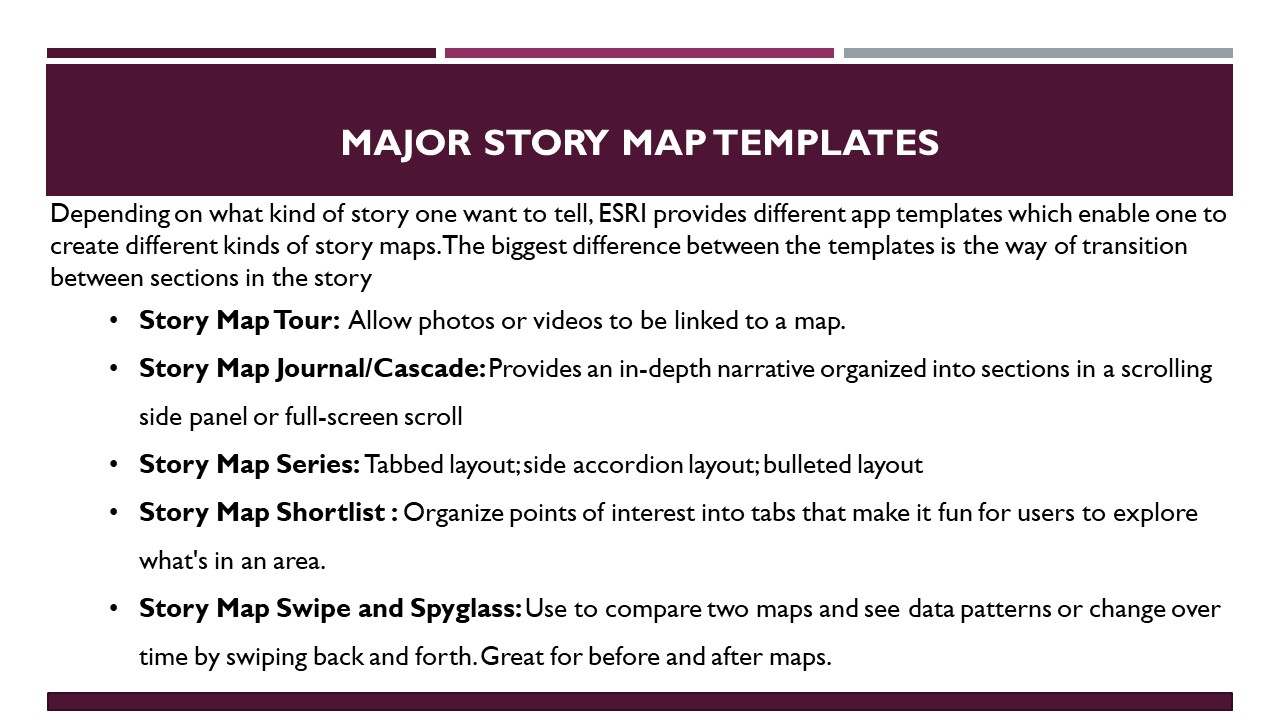 MAJOR STORY MAP TEMPLATES
Depending on what kind of story one want to tell, ESRI provides different app templates which enable one to
create different kinds of story maps. The biggest difference between the templates is the way of transition
between sections in the story
• Story Map Tour: Allow photos or videos to be linked to a map.
• Story Map Journal/Cascade: Provides an in-depth narrative organized into sections in a scrolling
side panel or full-screen scroll
• Story Map Series: Tabbed layout; side accordion layout; bulleted layout
• Story Map Shortlist : Organize points of interest into tabs that make it fun for users to explore
what's in an area.
• Story Map Swipe and Spyglass: Use to compare two maps and see data patterns or change over
time by swiping back and forth. Great for before and after maps.